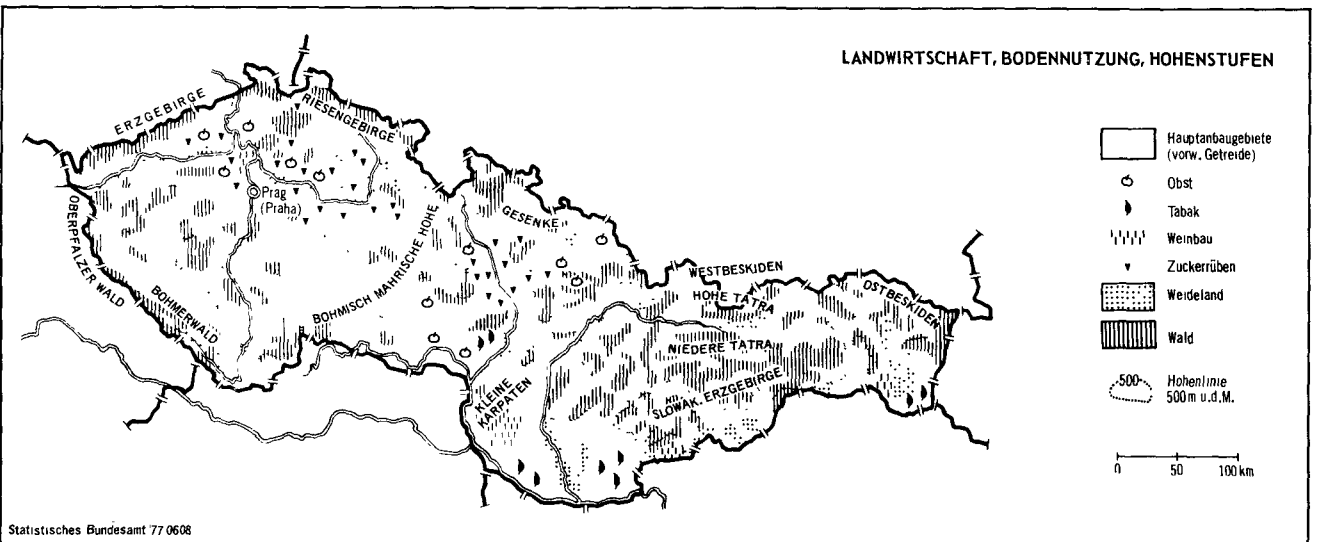 LANDWIRTSCHAFT, BODENNUTZUNG, HOHENSTUFEN
ERZGEBIRGE
RIESENGEBIRGE
Prag
(Praha)
OBERPFALZER WALD
BOHMERWALD
BOHMISCH MAHRISCHE HOHE
GESENKE
WESTBESKIDEN
HOHE TATRA
OSTBESKIDEN
NIEDERE TATRA
SLOWAK. ERZGEBIRGE
KLEINE
KARPATEN
Hauptanbaugebiete
(vorw. Getreide)
Obst
Tabak
Weinbau
Zuckerrüben
Weideland
Wald
500
Hohenlinie
500 m u.d.M.
0 50 100 km
Statistisches Bundesamt 77 0608